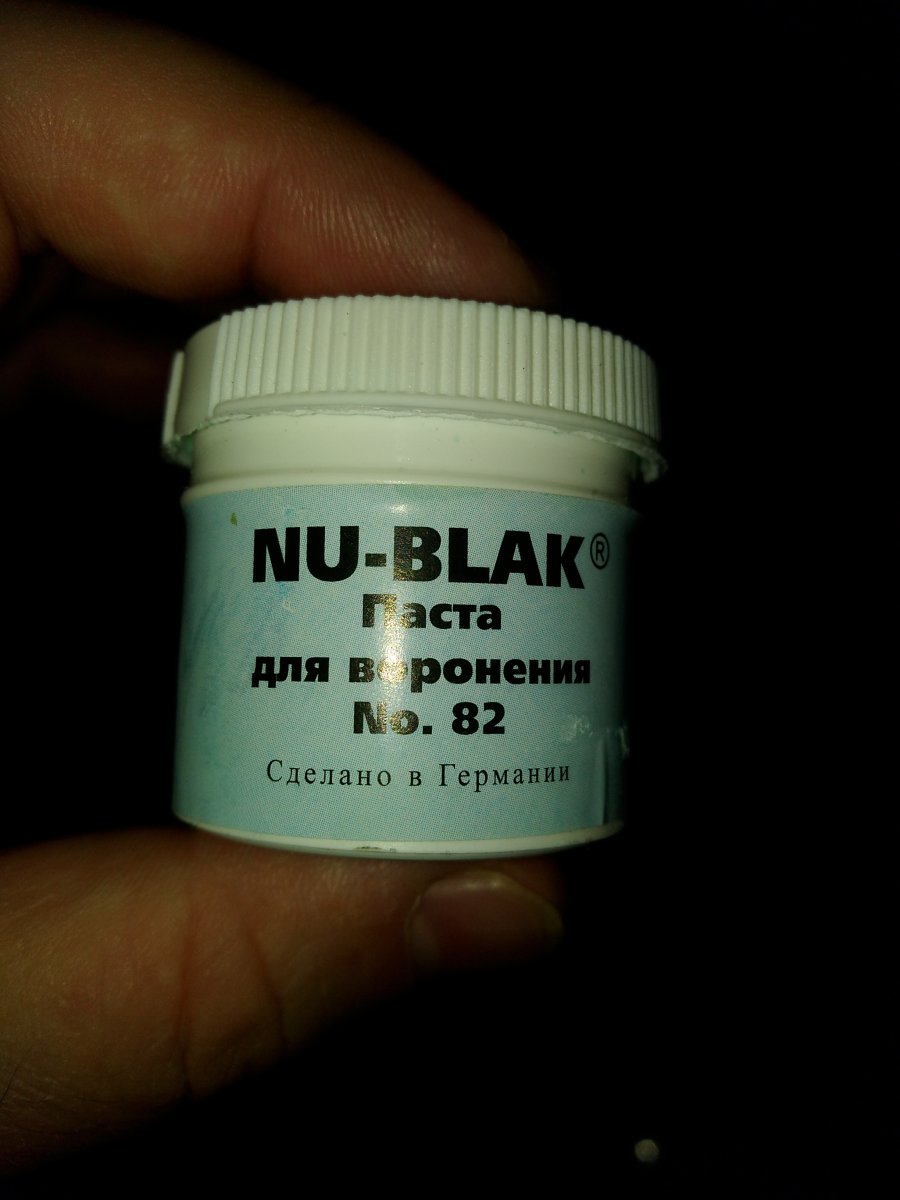 NU-BLAK®
Паста
для воронения
No. 82
Сделано в Германии